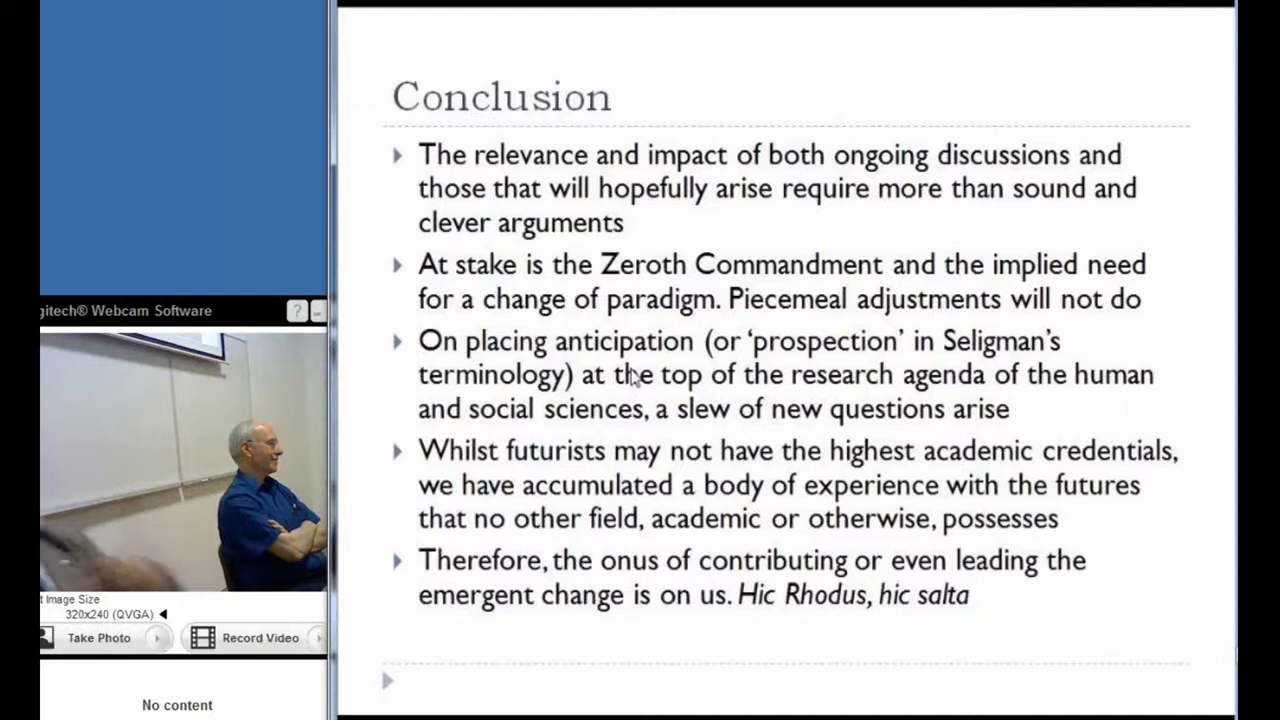 Conclusion
The relevance and impact of both ongoing discussions and
those that will hopefully arise require more than sound and
clever arguments
At stake is the Zeroth Commandment and the implied need
for a change of paradigm. Piecemeal adjustments will not do
On placing anticipation (or ‘prospection’ in Seligman’s
terminology) at the top of the research agenda of the human
and social sciences, a slew of new questions arise
Whilst futurists may not have the highest academic credentials,
we have accumulated a body of experience with the futures
that no other field, academic or otherwise, possesses
Therefore, the onus of contributing or even leading the
emergent change is on us. Hic Rhodus, hic salta
gitech® Webcam Software
?
t Image Size
320x240 (QVGA)
Take Photo
Record Video
No content